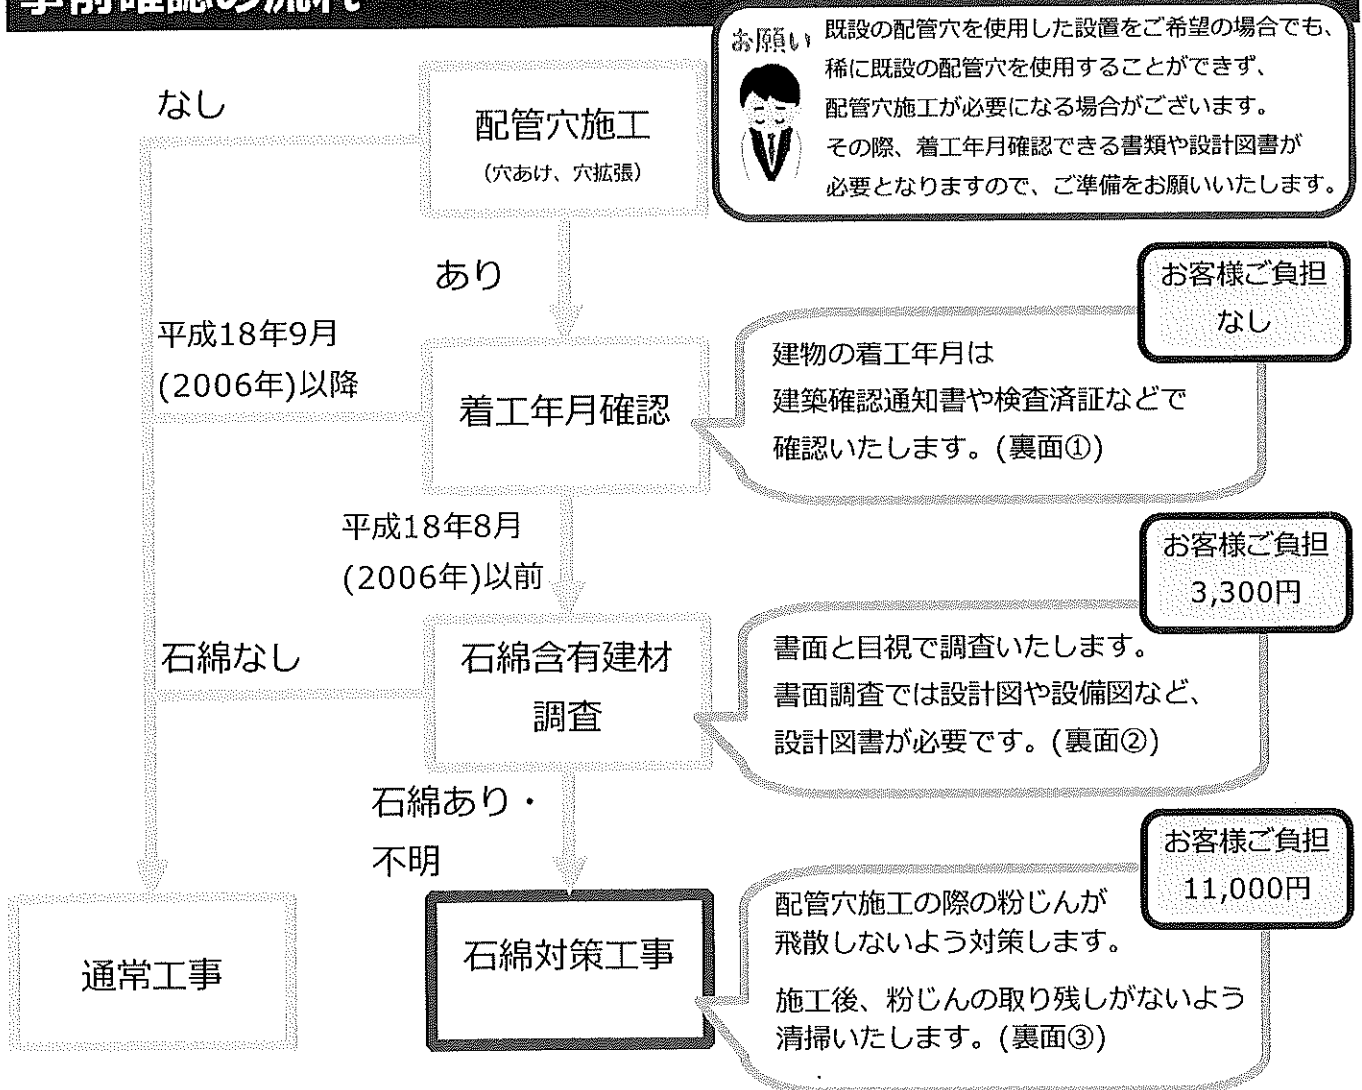 事前確認の流れ
お願い
既設の配管穴を使用した設置をご希望の場合でも、
稀に既設の配管穴を使用することができず、
配管穴施工が必要になる場合がございます。
その際、着工年月確認できる書類や設計図書が
必要となりますので、ご準備をお願いいたします。
なし
配管穴施工
(穴あけ、穴拡張)
あり
お客様ご負担
なし
平成18年9月
(2006年)以降
着工年月確認
建物の着工年月は
建築確認通知書や検査済証などで
確認いたします。(裏面①)
平成18年8月
(2006年)以前
お客様ご負担
3,300円
石綿なし
石綿含有建材
調査
書面と目視で調査いたします。
書面調査では設計図や設備図など、
設計図書が必要です。(裏面②)
石綿あり・
不明
お客様ご負担
11,000円
通常工事
石綿対策工事
配管穴施工の際の粉じんが
飛散しないよう対策します。
施工後、粉じんの取り残しがないよう
清掃いたします。(裏面③)